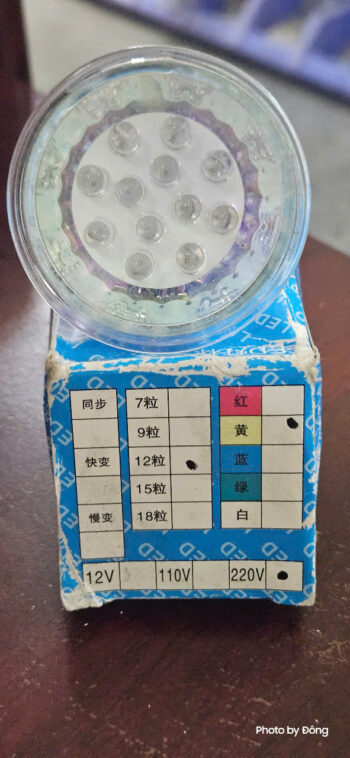 同步 7粒 红
9粒 黄
快变 12粒 蓝
15粒 绿
慢变 18粒 白
12V 110V 220V
Photo by Đông